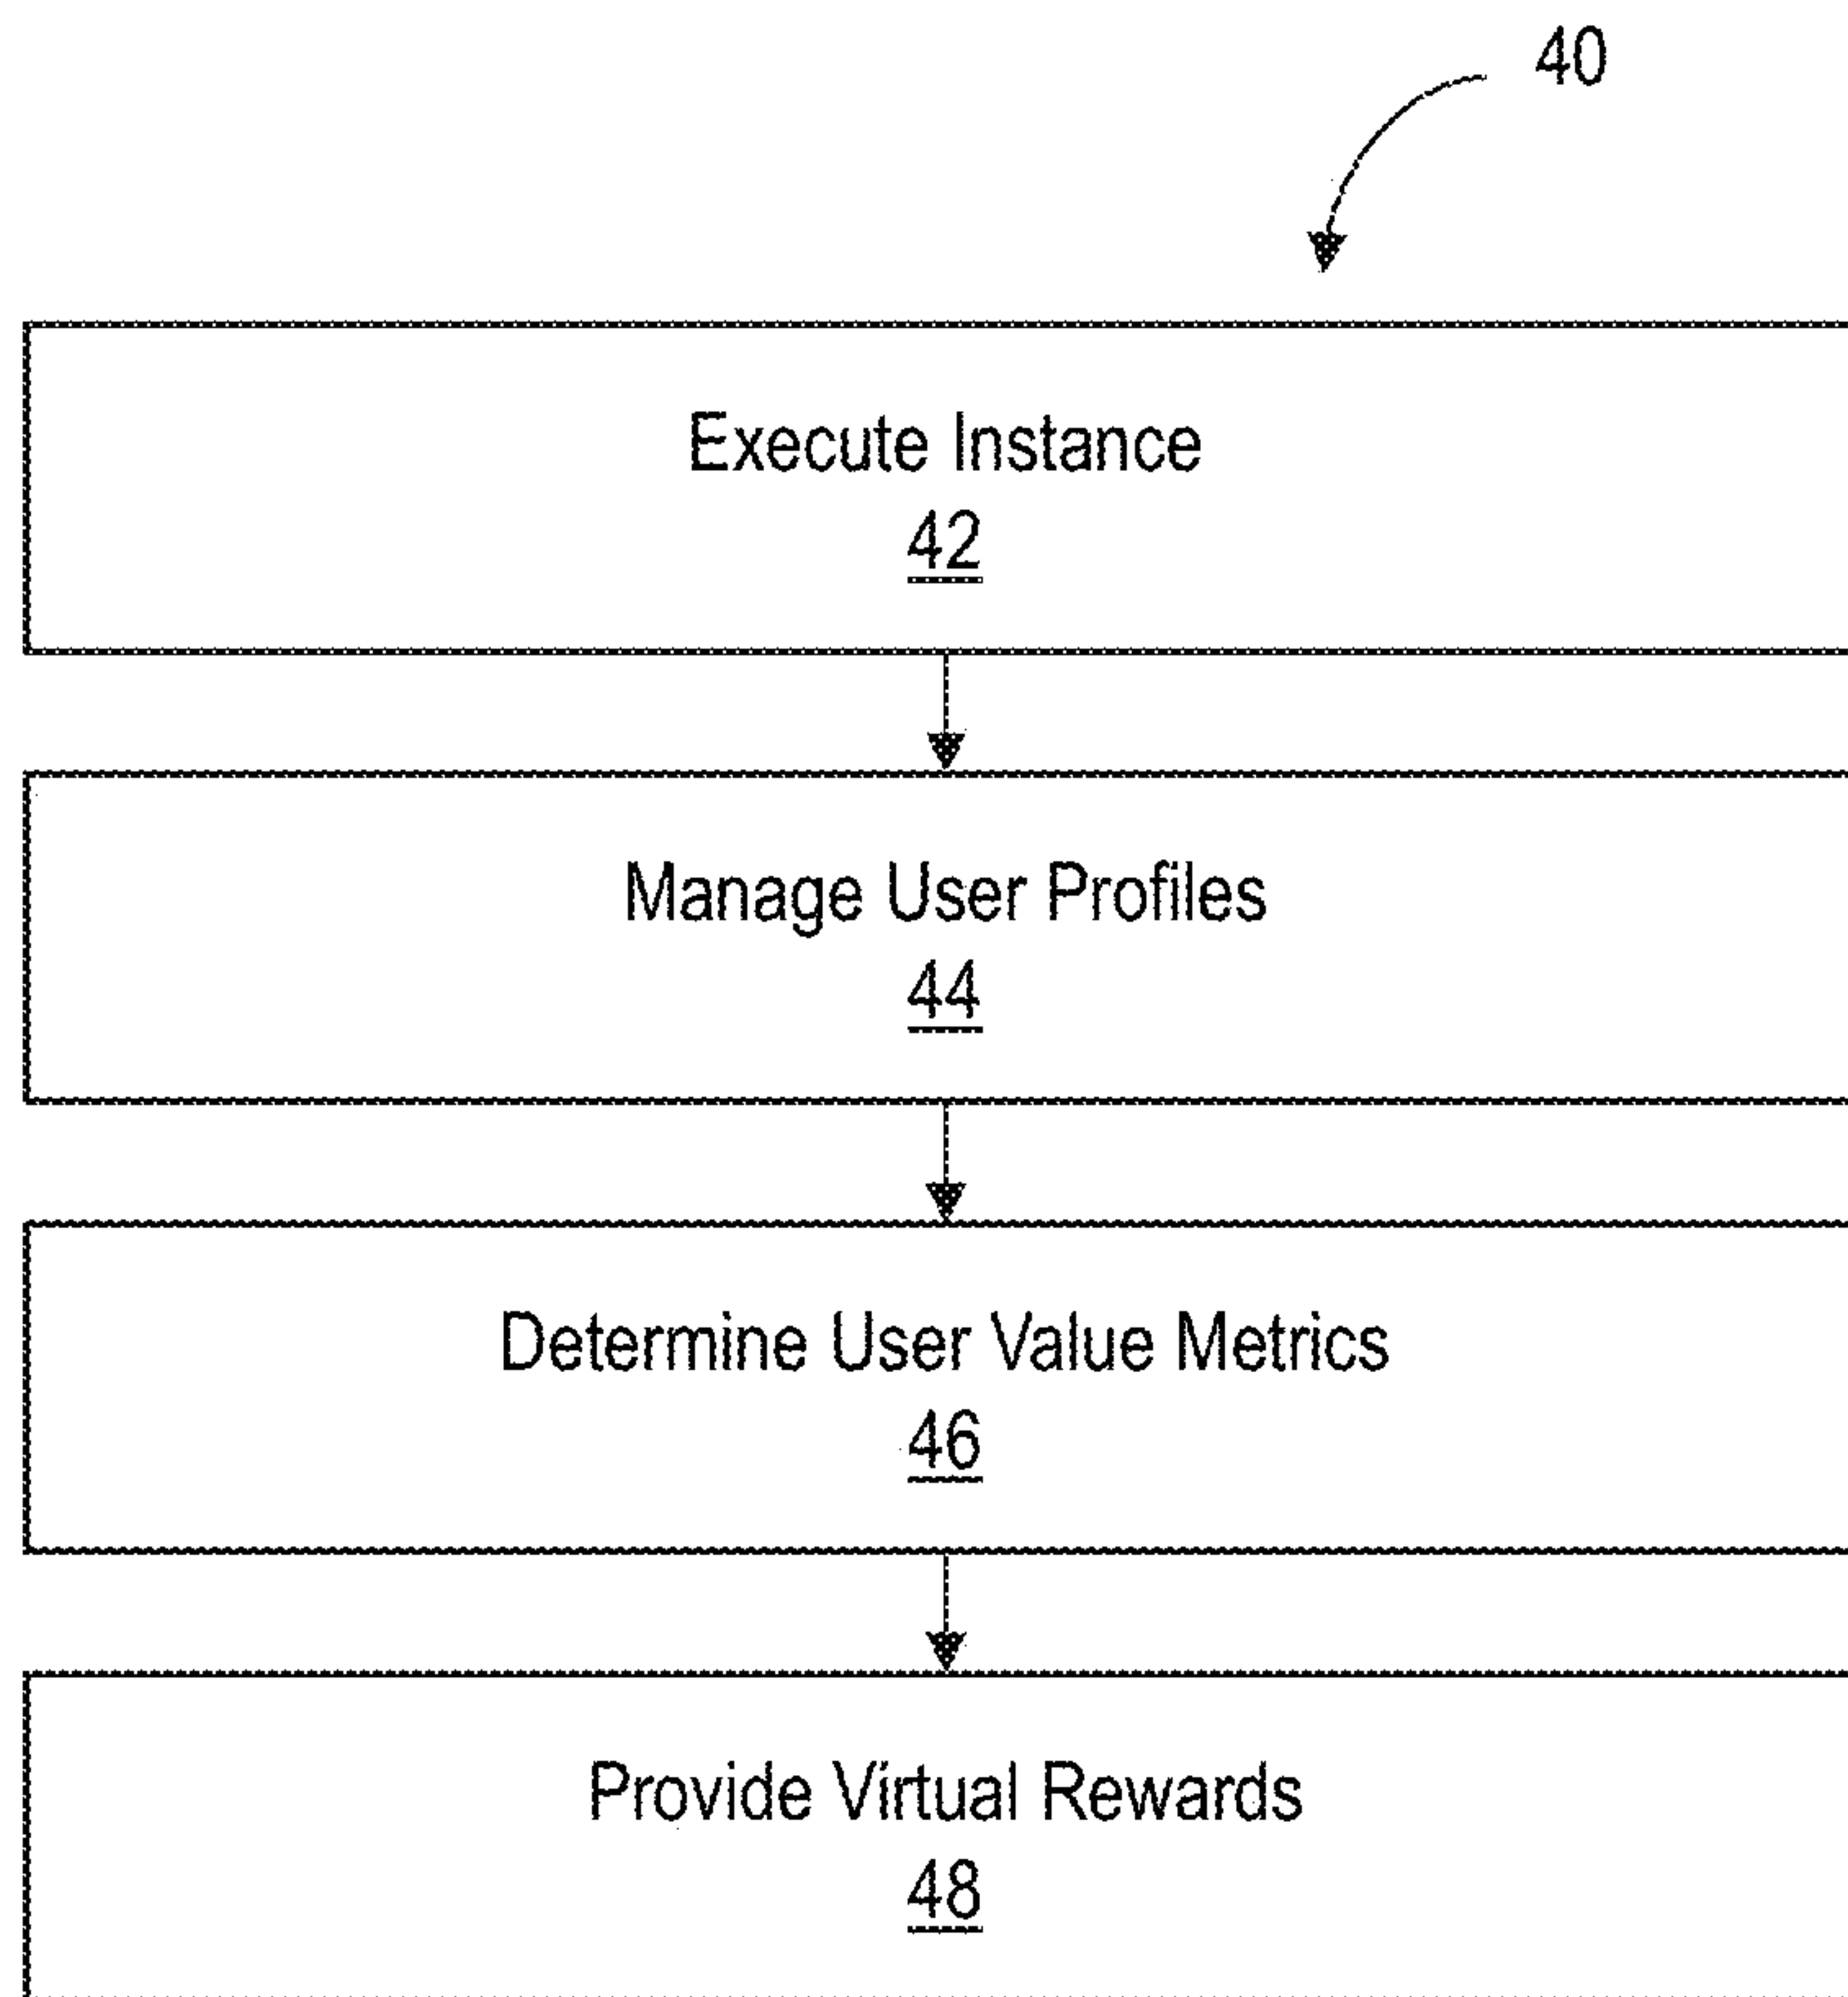 40
Execute Instance
42
Manage User Profiles
44
Determine User Value Metrics
46
Provide Virtual Rewards
48